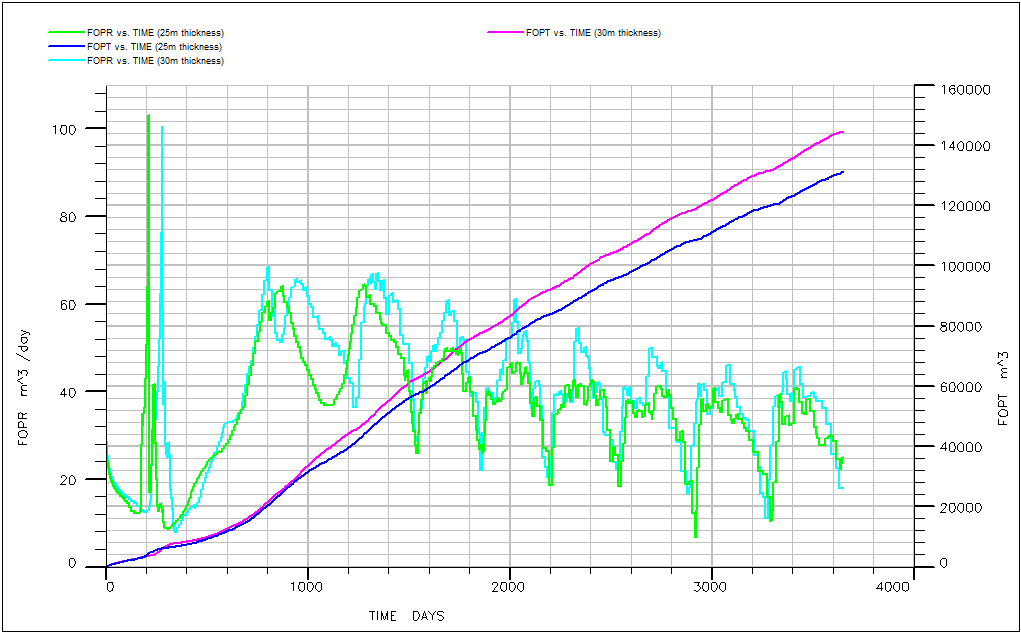 FOPR vs. TIME (25m thickness)
FOPT vs. TIME (25m thickness)
FOPR vs. TIME (30m thickness)
FOPT vs. TIME (30m thickness)
100
80
60
40
20
0
FOPR m^3 /day
160000
140000
120000
100000
80000
60000
40000
20000
0
FOPT m^3
0 1000 2000 3000 4000
TIME DAYS